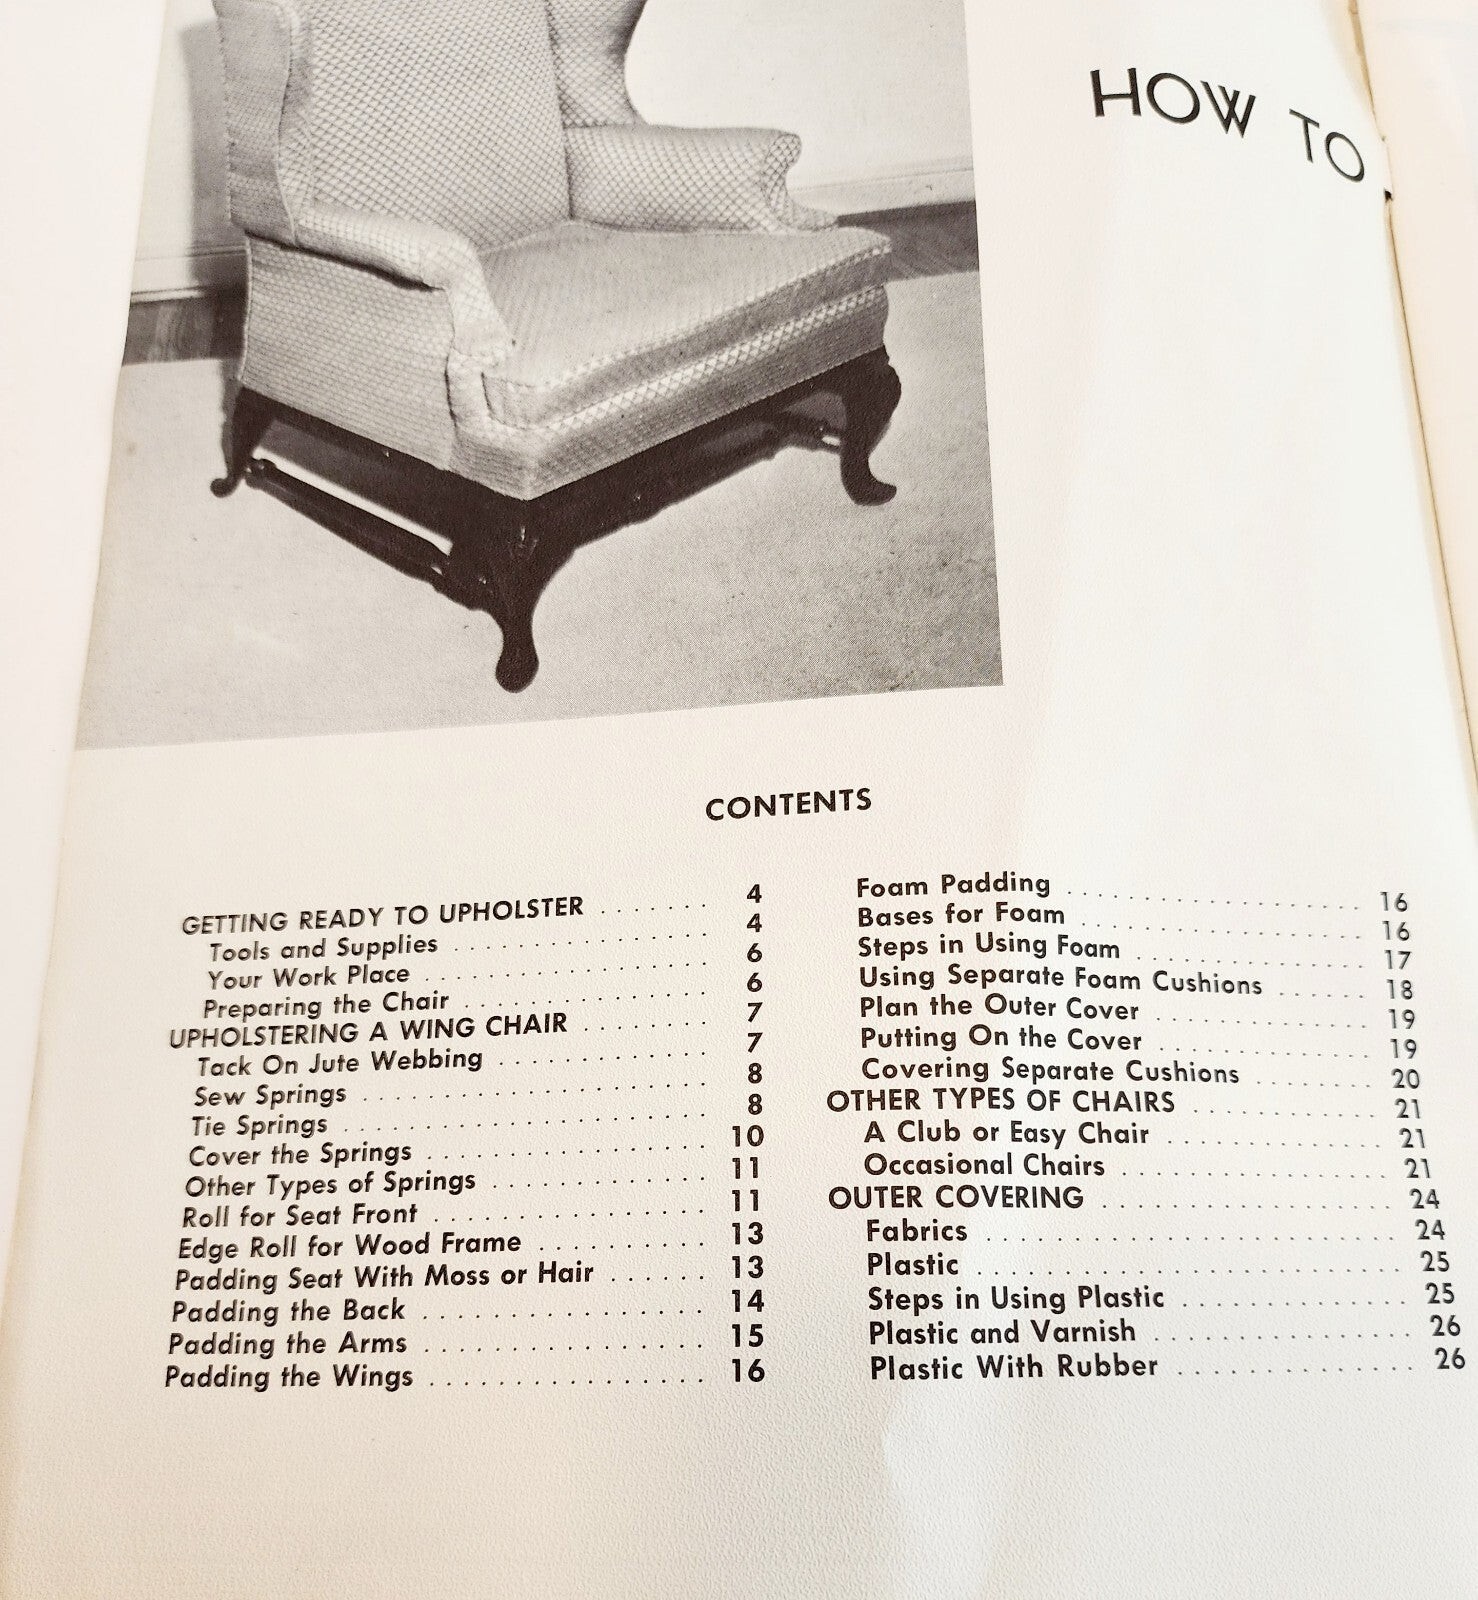 HOW TO
CONTENTS
GETTING READY TO UPHOLSTER . . . . . . . 4
Tools and Supplies . . . . . . . . . . . . . . . . 4
Your Work Place . . . . . . . . . . . . . . . . . 6
Preparing the Chair . . . . . . . . . . . . . . . 6
UPHOLSTERING A WING CHAIR . . . . . . . . 7
Tack On Jute Webbing . . . . . . . . . . . . . 7
Sew Springs . . . . . . . . . . . . . . . . . . . . . 8
Tie Springs . . . . . . . . . . . . . . . . . . . . . . 8
Cover the Springs . . . . . . . . . . . . . . . . . 10
Other Types of Springs . . . . . . . . . . . . . 11
Roll for Seat Front . . . . . . . . . . . . . . . . . 11
Edge Roll for Wood Frame . . . . . . . . . . 13
Padding Seat With Moss or Hair . . . . . . 13
Padding the Back . . . . . . . . . . . . . . . . . 14
Padding the Arms . . . . . . . . . . . . . . . . . 15
Padding the Wings . . . . . . . . . . . . . . . . 16
Foam Padding . . . . . . . . . . . . . . . . . . . 16
Bases for Foam . . . . . . . . . . . . . . . . . . 16
Steps in Using Foam . . . . . . . . . . . . . . 17
Using Separate Foam Cushions . . . . . . 18
Plan the Outer Cover . . . . . . . . . . . . . . 19
Putting On the Cover . . . . . . . . . . . . . . 19
Covering Separate Cushions . . . . . . . . 20
OTHER TYPES OF CHAIRS . . . . . . . . . . . . 21
A Club or Easy Chair . . . . . . . . . . . . . . 21
Occasional Chairs . . . . . . . . . . . . . . . . . 21
OUTER COVERING . . . . . . . . . . . . . . . . . . 24
Fabrics . . . . . . . . . . . . . . . . . . . . . . . . . 24
Plastic . . . . . . . . . . . . . . . . . . . . . . . . . . 25
Steps in Using Plastic . . . . . . . . . . . . . . 25
Plastic and Varnish . . . . . . . . . . . . . . . . 26
Plastic With Rubber . . . . . . . . . . . . . . . 26